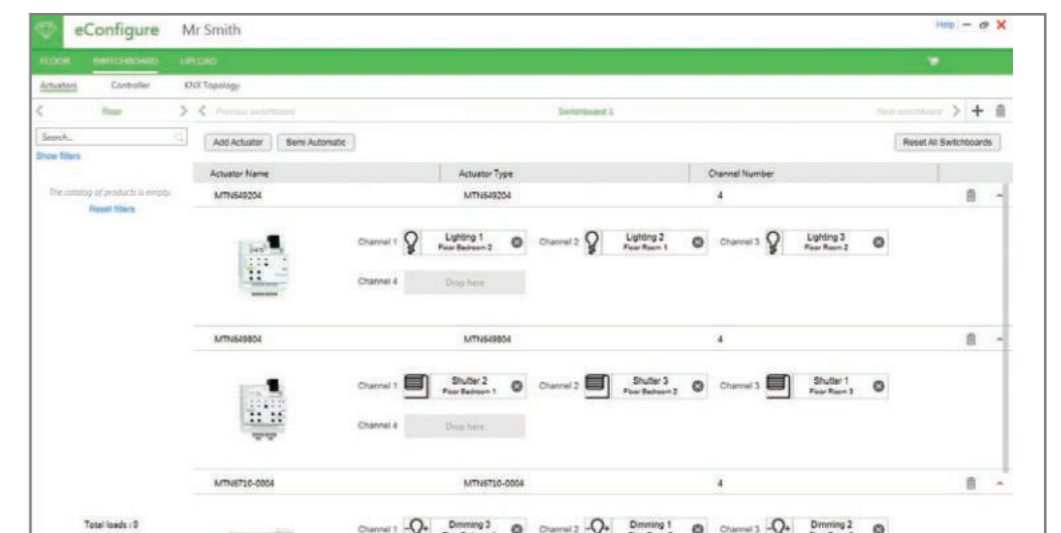 eConfigure Mr Smith Help
FLOOR SWITCHBOARD UPLOAD
Actuators Controller KNX Topology
Floor Previous switchboard Switchboard 1 Next switchboard
Search...
Add Actuator Semi Automatic Reset All Switchboards
Show filters
Actuator Name Actuator Type Channel Number
The catalog of products is empty.
Reset filters
MTN649204 MTN649204 4
Channel 1 Lighting 1 Channel 2 Lighting 2 Channel 3 Lighting 3
Floor Bedroom 2 Floor Room 1 Floor Room 2
Channel 4 Drop here
MTN649804 MTN649804 4
Channel 1 Shutter 2 Channel 2 Shutter 3 Channel 3 Shutter 1
Floor Bedroom 1 Floor Bedroom 2 Floor Room 3
Channel 4 Drop here
MTN6710-0004 MTN6710-0004 4
Total loads : 0
Channel 1 Dimming 3 Channel 2 Dimming 1 Channel 3 Dimming 2